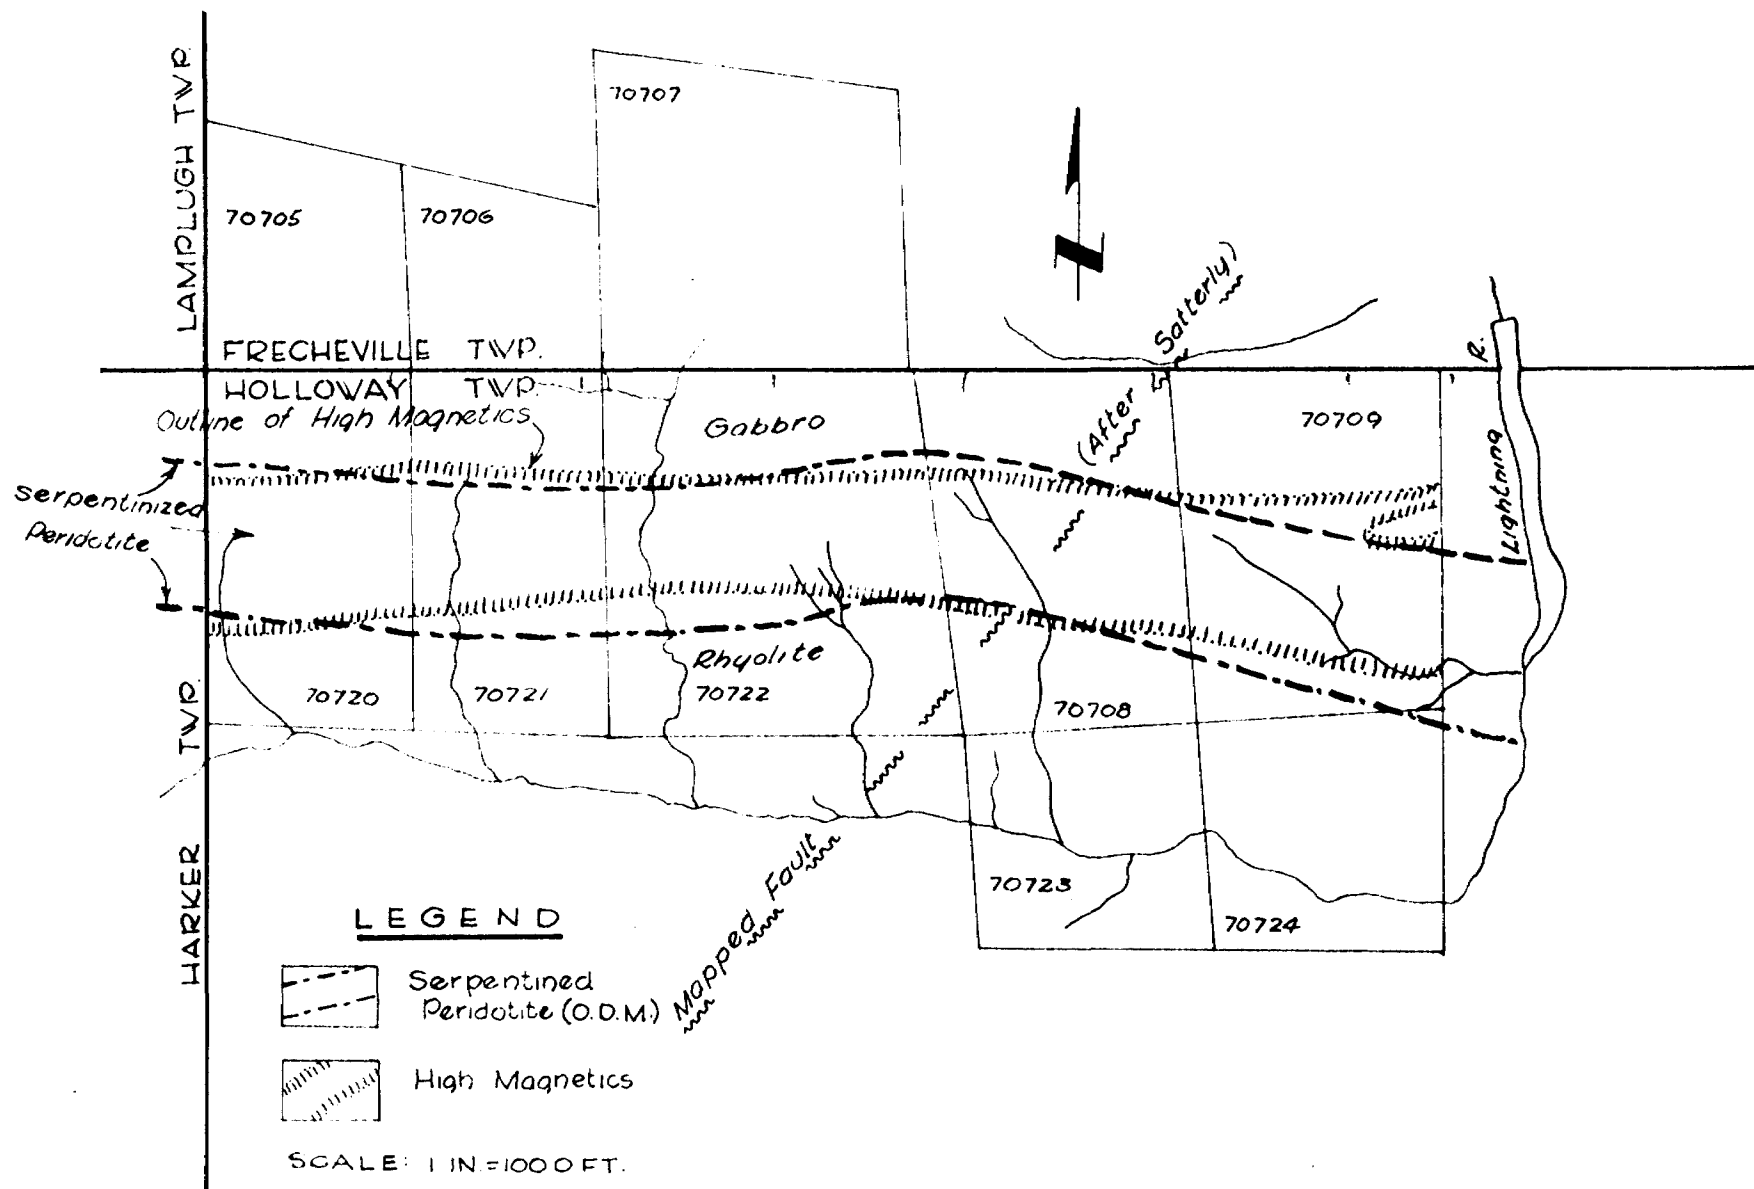 LAMPLUGH TWP.
70707
70705
70706
N
FRECHEVILLE TWP.
HOLLOWAY TWP.
Outline of High Magnetics
Gabbro
(After Satterly)
70709
R.
Lightning
Serpentinized
Peridotite
Rhyolite
70720
70721
70722
70708
HARKER TWP.
70723
70724
Mapped Fault
LEGEND
Serpentined
Peridotite (O.D.M.)
High Magnetics
SCALE: 1 IN.=1000 FT.